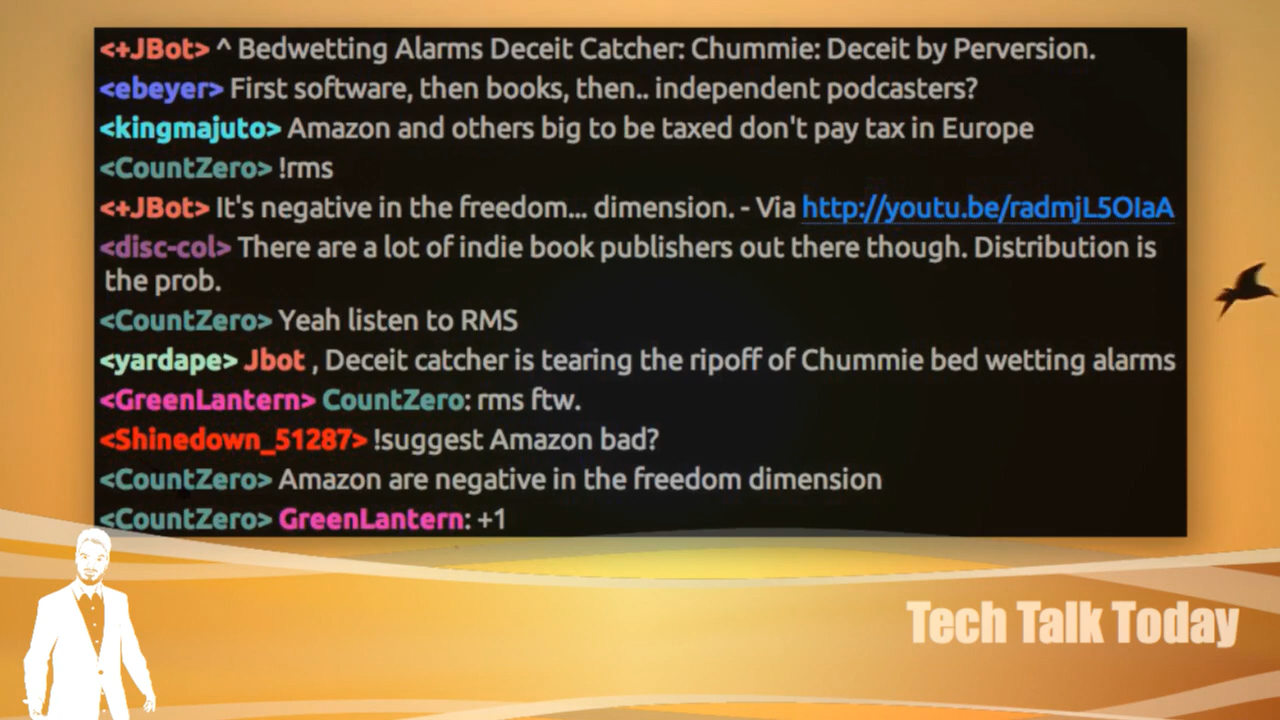 <+JBot> ^ Bedwetting Alarms Deceit Catcher: Chummie: Deceit by Perversion.
<ebeyer> First software, then books, then.. independent podcasters?
<kingmajuto> Amazon and others big to be taxed don't pay tax in Europe
<CountZero> !rms
<+JBot> It's negative in the freedom... dimension. - Via http://youtu.be/radmjL5OIaA
<disc-col> There are a lot of indie book publishers out there though. Distribution is
the prob.
<CountZero> Yeah listen to RMS
<yardape> Jbot , Deceit catcher is tearing the ripoff of Chummie bed wetting alarms
<GreenLantern> CountZero: rms ftw.
<Shinedown_51287> !suggest Amazon bad?
<CountZero> Amazon are negative in the freedom dimension
<CountZero> GreenLantern: +1
Tech Talk Today